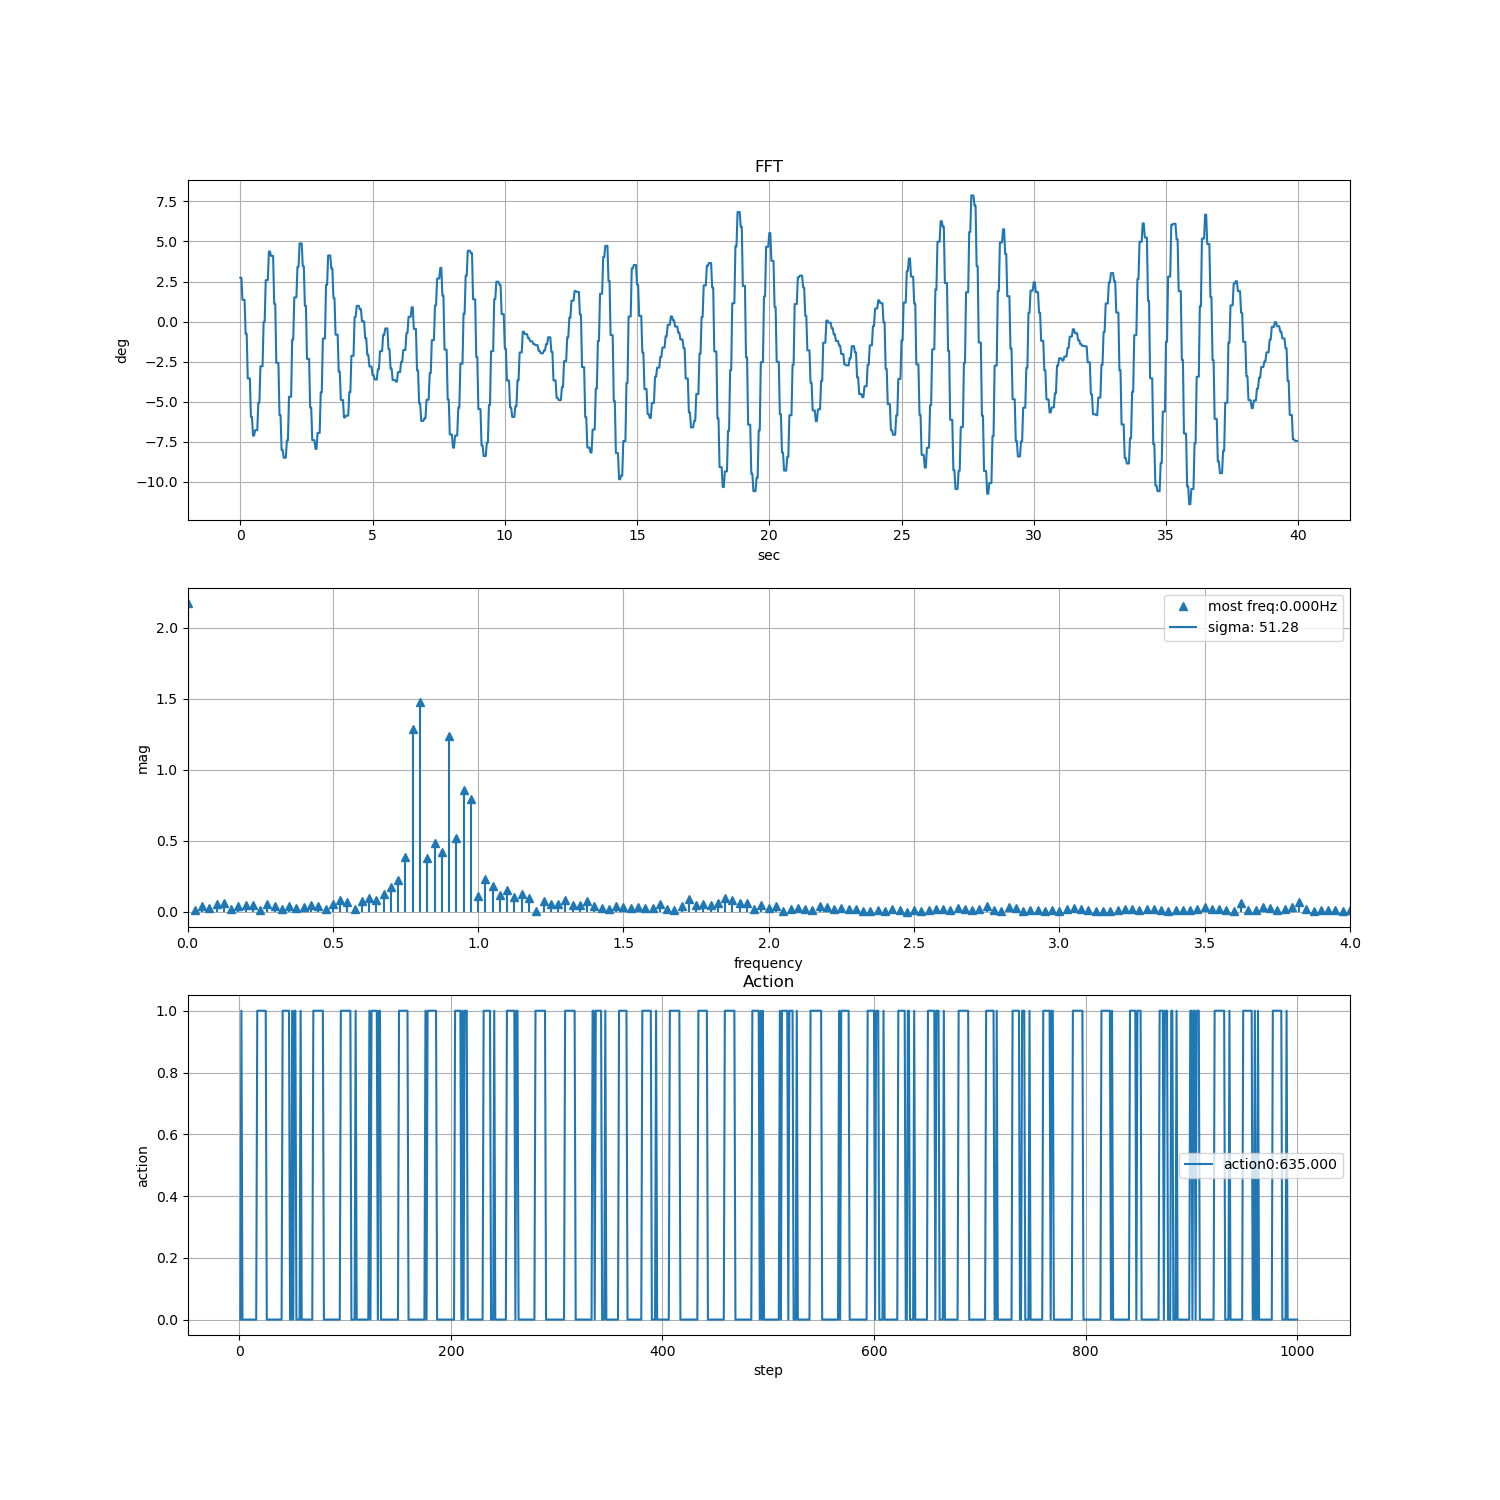 FFT
7.5
5.0
2.5
0.0
−2.5
−5.0
−7.5
−10.0
deg
0 5 10 15 20 25 30 35 40
sec
most freq:0.000Hz
sigma: 51.28
2.0
1.5
1.0
0.5
0.0
mag
0.0 0.5 1.0 1.5 2.0 2.5 3.0 3.5 4.0
frequency
Action
1.0
0.8
0.6
0.4
0.2
0.0
action
action0:635.000
0 200 400 600 800 1000
step